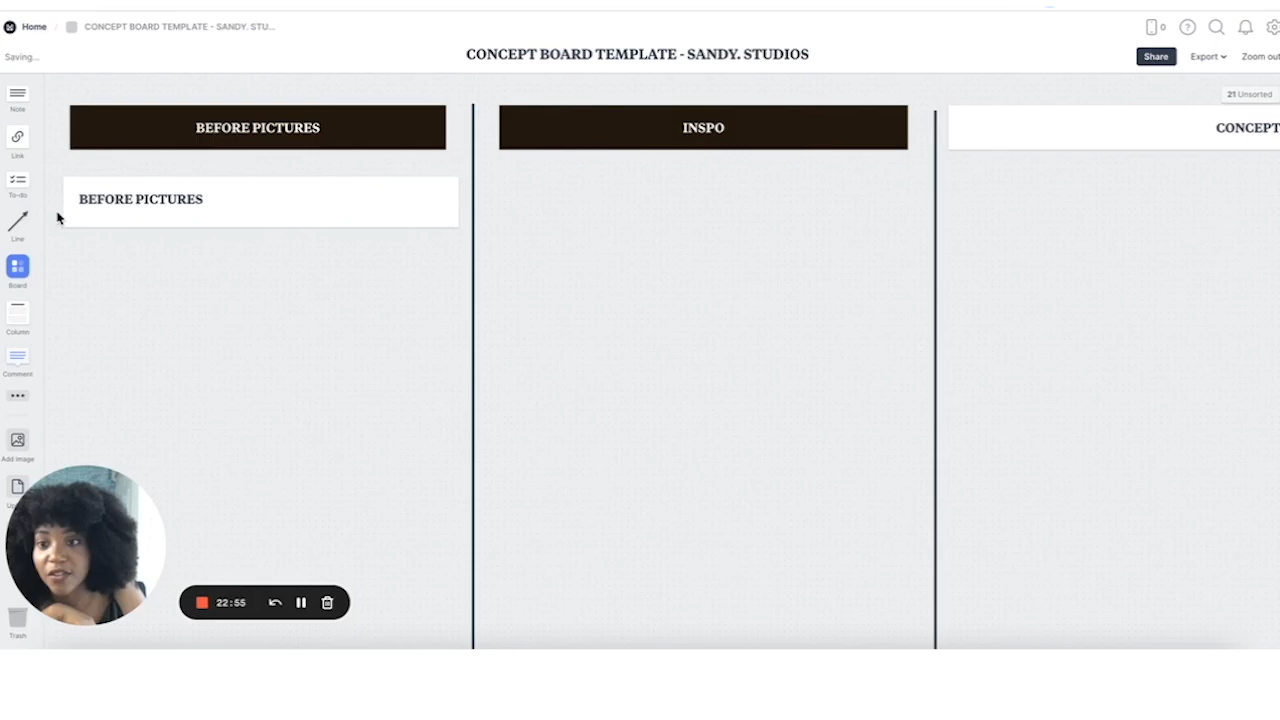 Home / CONCEPT BOARD TEMPLATE - SANDY. STU...
0
Saving...
CONCEPT BOARD TEMPLATE - SANDY. STUDIOS
Share
Export
Zoom out
21 Unsorted
Note
Link
To-do
Line
Board
Column
Comment
Add image
Trash
BEFORE PICTURES
INSPO
CONCEPT
BEFORE PICTURES
22:55